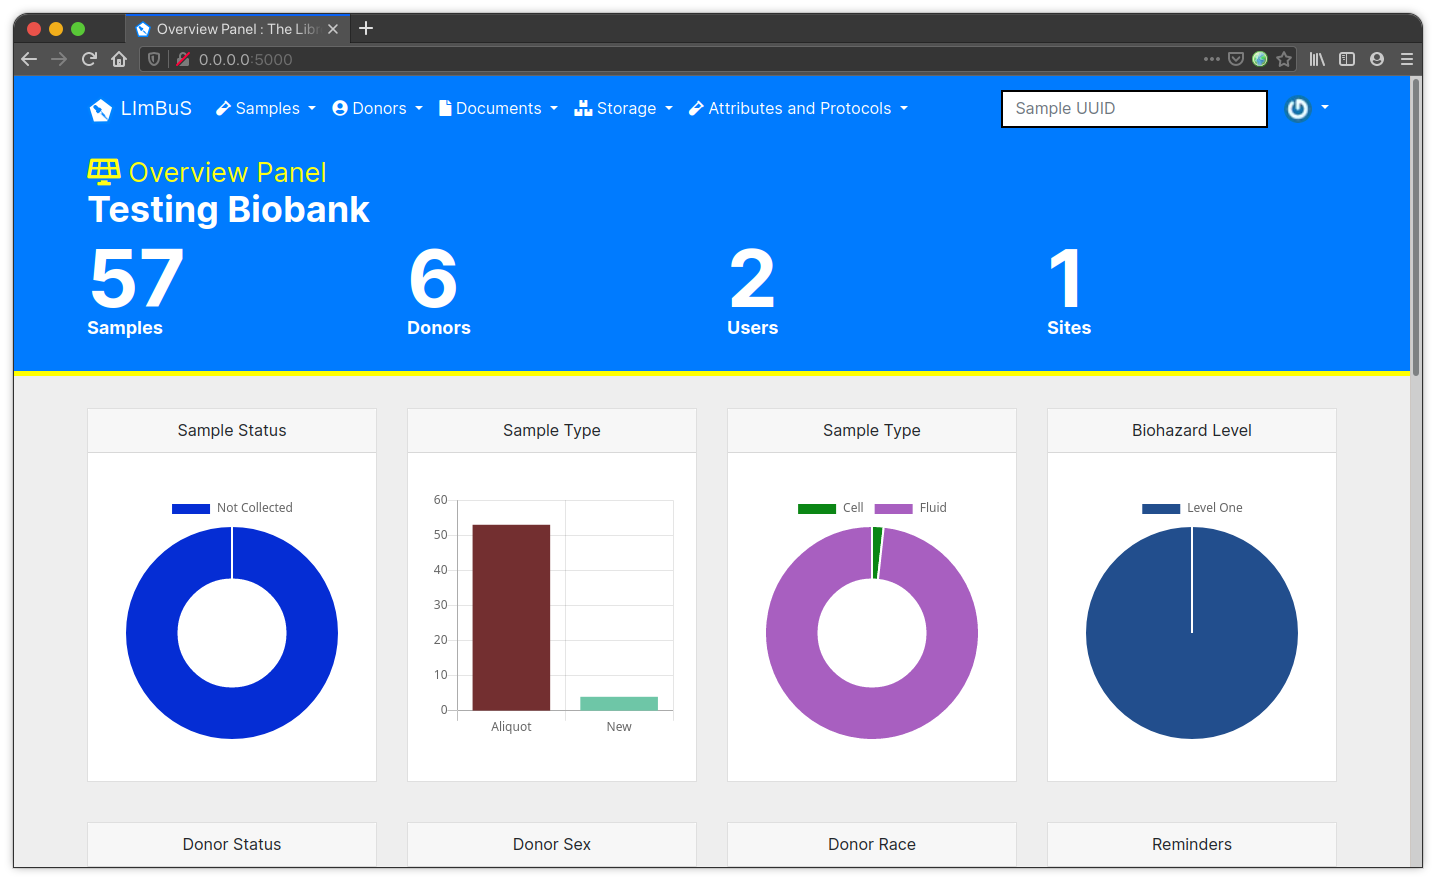 Overview Panel : The Libr
0.0.0.0:5000
LImBuS Samples Donors Documents Storage Attributes and Protocols Sample UUID
Overview Panel
Testing Biobank
57 6 2 1
Samples Donors Users Sites
Sample Status Sample Type Sample Type Biohazard Level
Not Collected
60
50
40
30
20
10
0
Aliquot New
Cell Fluid
Level One
Donor Status Donor Sex Donor Race Reminders